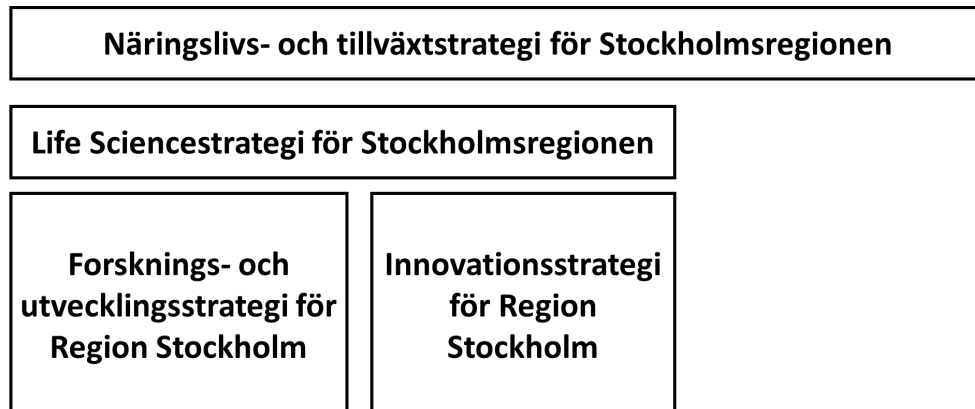 Näringslivs- och tillväxtstrategi för Stockholmsregionen
Life Sciencestrategi för Stockholmsregionen
Forsknings- och
utvecklingsstrategi för
Region Stockholm
Innovationsstrategi
för Region
Stockholm